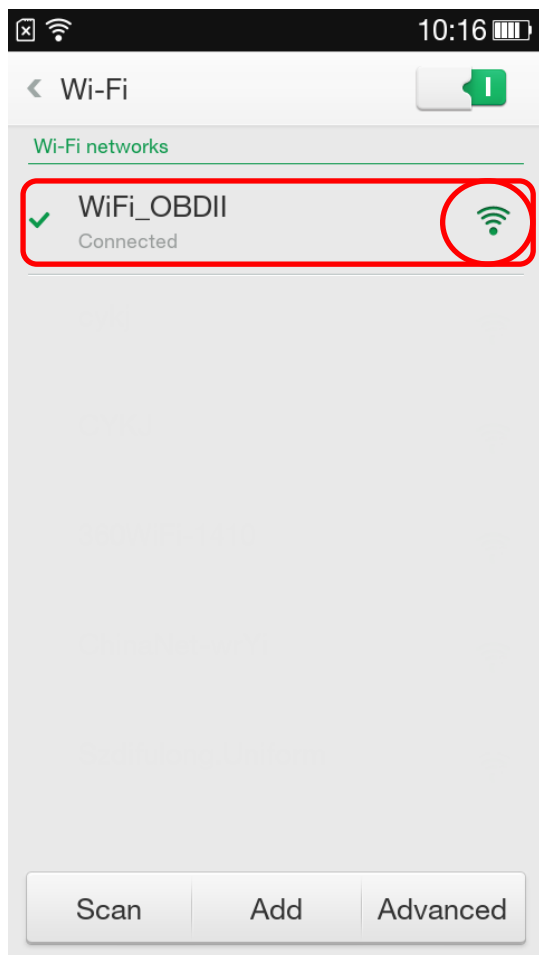 10:16
Wi-Fi
Wi-Fi networks
WiFi_OBDII
Connected
Scan Add Advanced